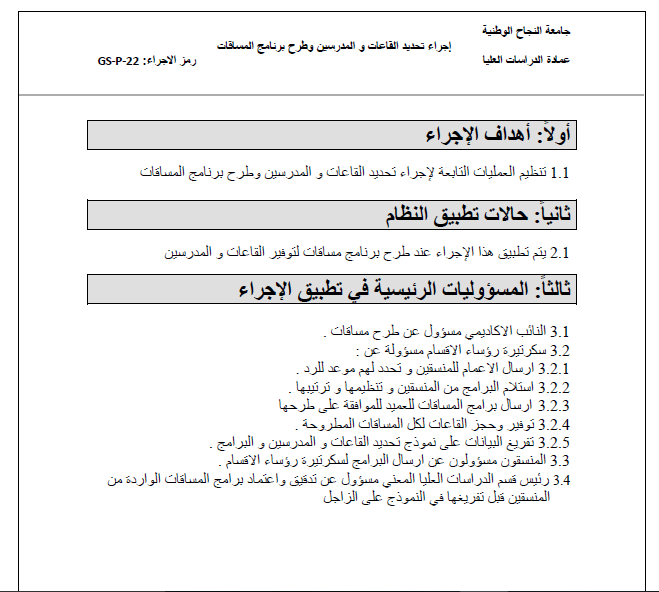 جامعة النجاح الوطنية
إجراء تحديد القاعات و المدرسين وطرح برنامج المساقات
عمادة الدراسات العليا
رمز الاجراء: GS-P-22
أولاً: أهداف الإجراء
1.1 تنظيم العمليات التابعة لإجراء تحديد القاعات و المدرسين وطرح برنامج المساقات
ثانياً: حالات تطبيق النظام
2.1 يتم تطبيق هذا الإجراء عند طرح برنامج مساقات لتوفير القاعات و المدرسين
ثالثاً: المسؤوليات الرئيسية في تطبيق الإجراء
3.1 النائب الاكاديمي مسؤول عن طرح مساقات .
3.2 سكرتيرة رؤساء الاقسام مسؤولة عن :
3.2.1 ارسال الاعمام للمنسقين و تحدد لهم موعد للرد .
3.2.2 استلام البرامج من المنسقين و تنظيمها و ترتيبها .
3.2.3 ارسال برامج المساقات للعميد للموافقة على طرحها
3.2.4 توفير وحجز القاعات لكل المساقات المطروحة .
3.2.5 تفريغ البيانات على نموذج تحديد القاعات و المدرسين و البرامج .
3.3 المنسقون مسؤولون عن ارسال البرامج لسكرتيرة رؤساء الاقسام .
3.4 رئيس قسم الدراسات العليا المعني مسؤول عن تدقيق واعتماد برامج المساقات الواردة من
المنسقين قبل تفريغها في النموذج على الزاجل